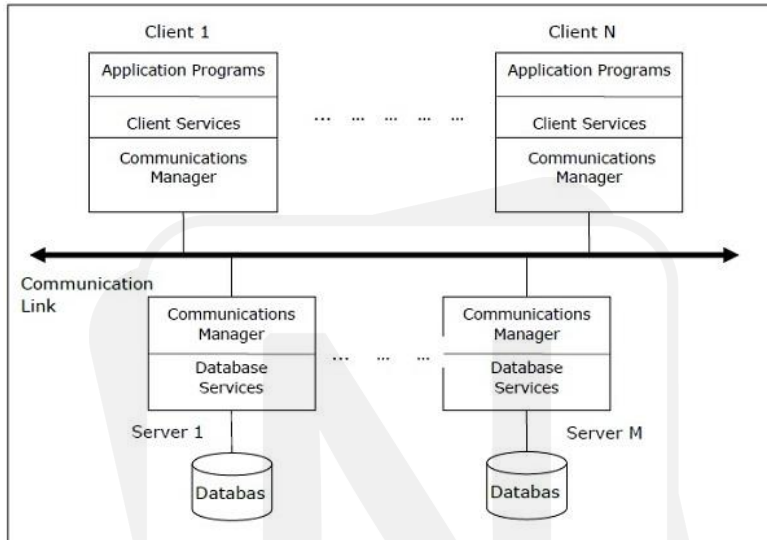 Client 1
Client N
Application Programs
Application Programs
Client Services
... ... ... ... ...
Client Services
Communications
Manager
Communications
Manager
Communication
Link
Communications
Manager
Communications
Manager
... ... ...
Database
Services
Database
Services
Server 1
Server M
Databas
Databas